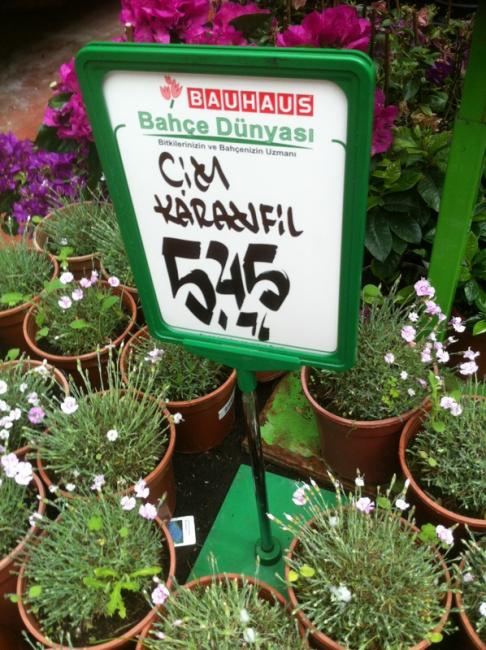 BAUHAUS
Bahçe Dünyası
Bitkilerinizin ve Bahçenizin Uzmanı
ÇİM
KARANFİL
5,45